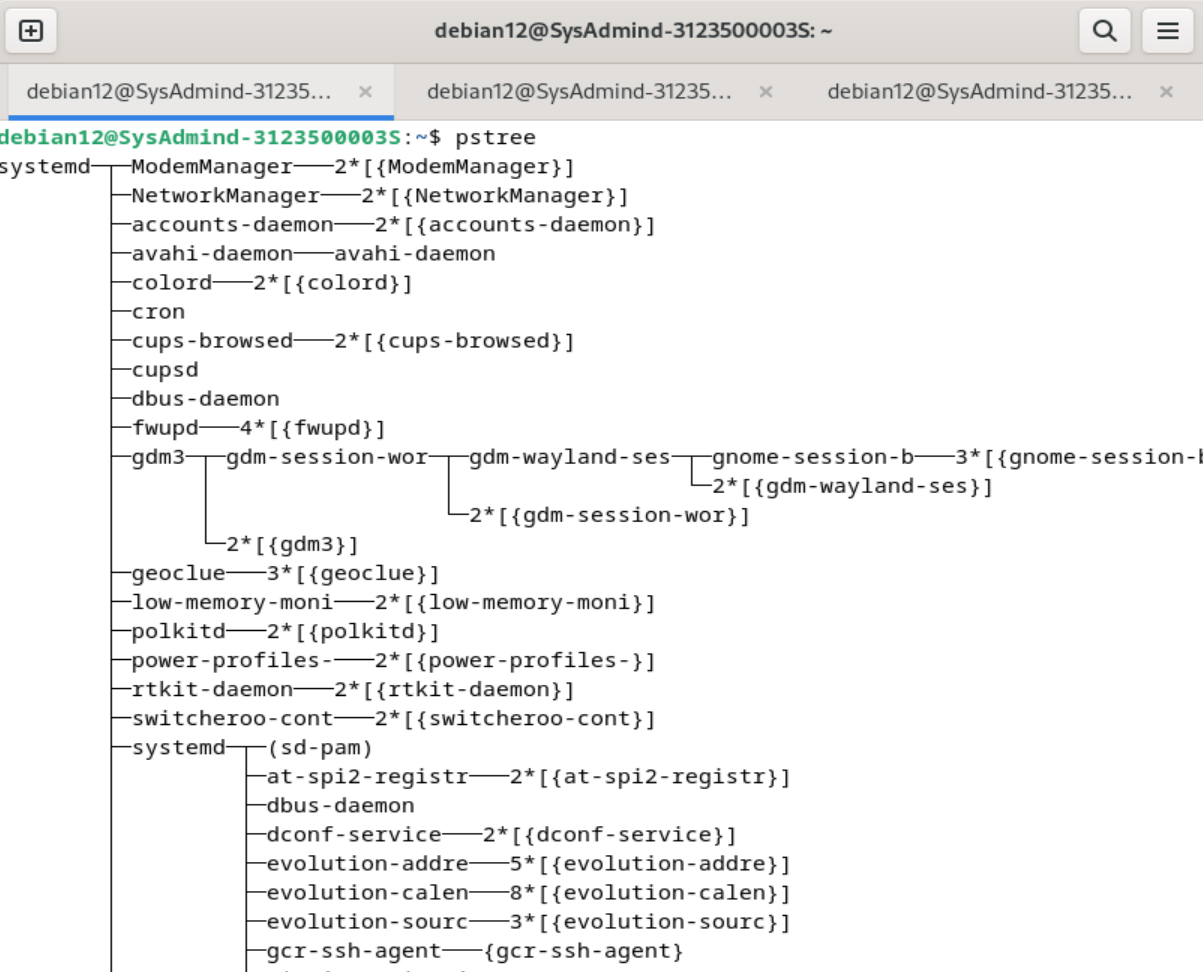 debian12@SysAdmind-3123500003S: ~
debian12@SysAdmind-31235... × debian12@SysAdmind-31235... × debian12@SysAdmind-31235... ×
debian12@SysAdmind-3123500003S:~$ pstree
systemd─┬─ModemManager───2*[{ModemManager}]
├─NetworkManager───2*[{NetworkManager}]
├─accounts-daemon───2*[{accounts-daemon}]
├─avahi-daemon───avahi-daemon
├─colord───2*[{colord}]
├─cron
├─cups-browsed───2*[{cups-browsed}]
├─cupsd
├─dbus-daemon
├─fwupd───4*[{fwupd}]
├─gdm3─┬─gdm-session-wor─┬─gdm-wayland-ses─┬─gnome-session-b───3*[{gnome-session-b
└─2*[{gdm-wayland-ses}]
└─2*[{gdm-session-wor}]
└─2*[{gdm3}]
├─geoclue───3*[{geoclue}]
├─low-memory-moni───2*[{low-memory-moni}]
├─polkitd───2*[{polkitd}]
├─power-profiles-───2*[{power-profiles-}]
├─rtkit-daemon───2*[{rtkit-daemon}]
├─switcheroo-cont───2*[{switcheroo-cont}]
├─systemd─┬─(sd-pam)
├─at-spi2-registr───2*[{at-spi2-registr}]
├─dbus-daemon
├─dconf-service───2*[{dconf-service}]
├─evolution-addre───5*[{evolution-addre}]
├─evolution-calen───8*[{evolution-calen}]
├─evolution-sourc───3*[{evolution-sourc}]
├─gcr-ssh-agent───{gcr-ssh-agent}